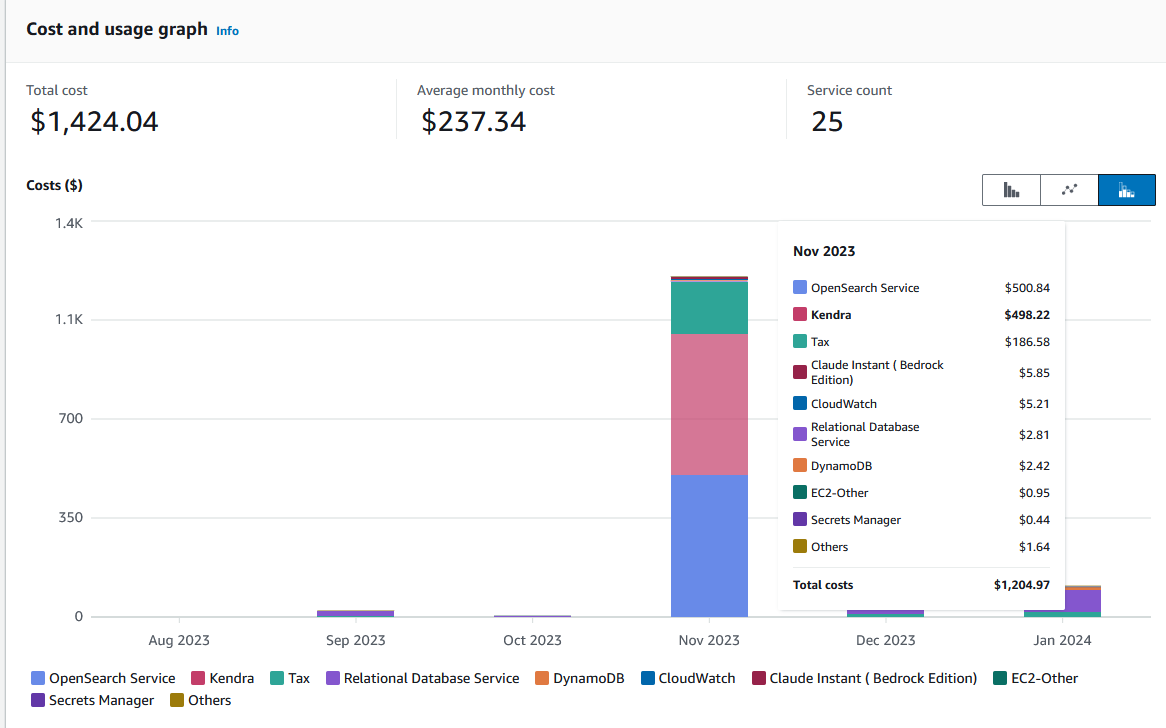 Cost and usage graph Info
Total cost
Average monthly cost
Service count
$1,424.04
$237.34
25
Costs ($)
1.4K
1.1K
700
350
0
Nov 2023
OpenSearch Service $500.84
Kendra $498.22
Tax $186.58
Claude Instant ( Bedrock
Edition) $5.85
CloudWatch $5.21
Relational Database
Service $2.81
DynamoDB $2.42
EC2-Other $0.95
Secrets Manager $0.44
Others $1.64
Total costs $1,204.97
Aug 2023 Sep 2023 Oct 2023 Nov 2023 Dec 2023 Jan 2024
OpenSearch Service Kendra Tax Relational Database Service DynamoDB CloudWatch Claude Instant ( Bedrock Edition) EC2-Other
Secrets Manager Others